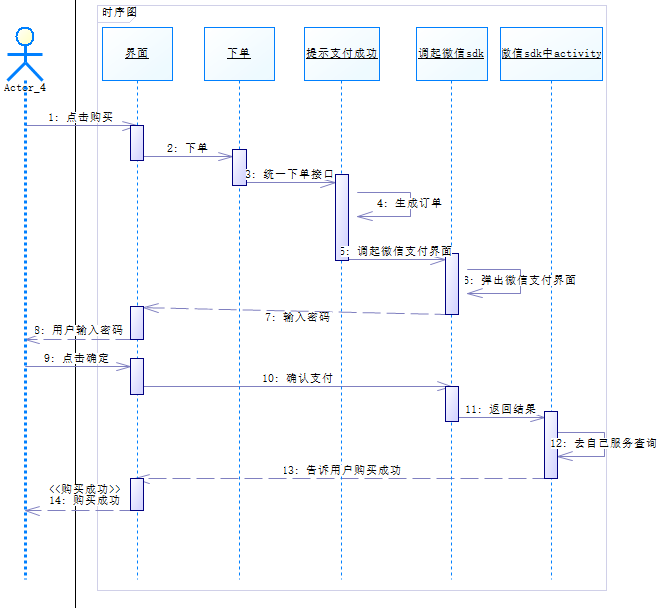 时序图
界面
下单
提示支付成功
调起微信sdk
微信sdk中activity
Actor_4
1: 点击购买
2: 下单
3: 统一下单接口
4: 生成订单
5: 调起微信支付界面
6: 弹出微信支付界面
7: 输入密码
8: 用户输入密码
9: 点击确定
10: 确认支付
11: 返回结果
12: 去自己服务查询
13: 告诉用户购买成功
<<购买成功>>
14: 购买成功